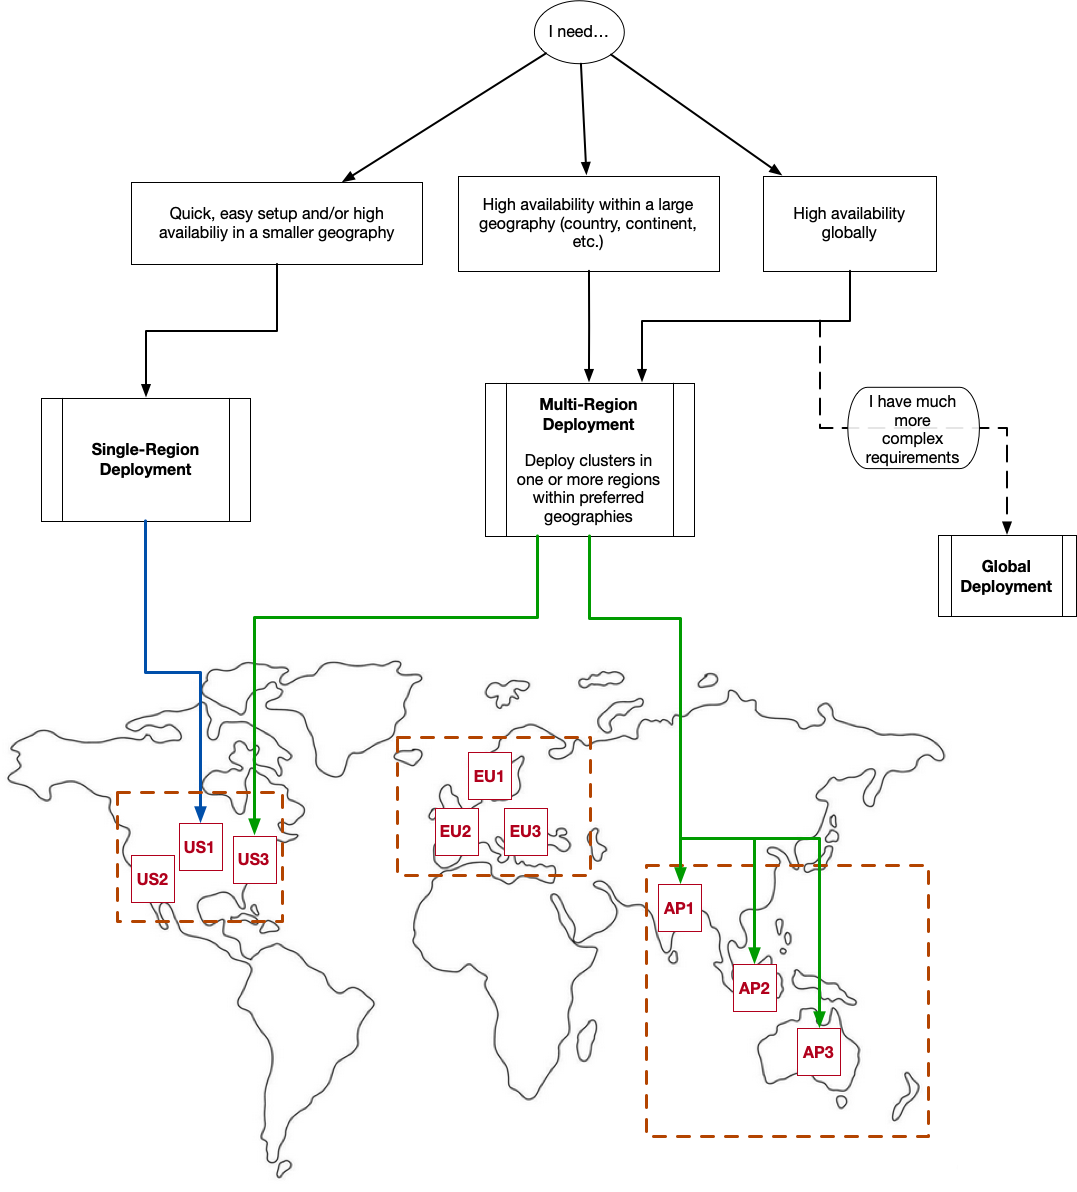 I need…
Quick, easy setup and/or high
availabiliy in a smaller geography
High availability within a large
geography (country, continent,
etc.)
High availability
globally
Single-Region
Deployment
Multi-Region
Deployment
Deploy clusters in
one or more regions
within preferred
geographies
I have much
more
complex
requirements
Global
Deployment
US1
US2
US3
EU1
EU2
EU3
AP1
AP2
AP3